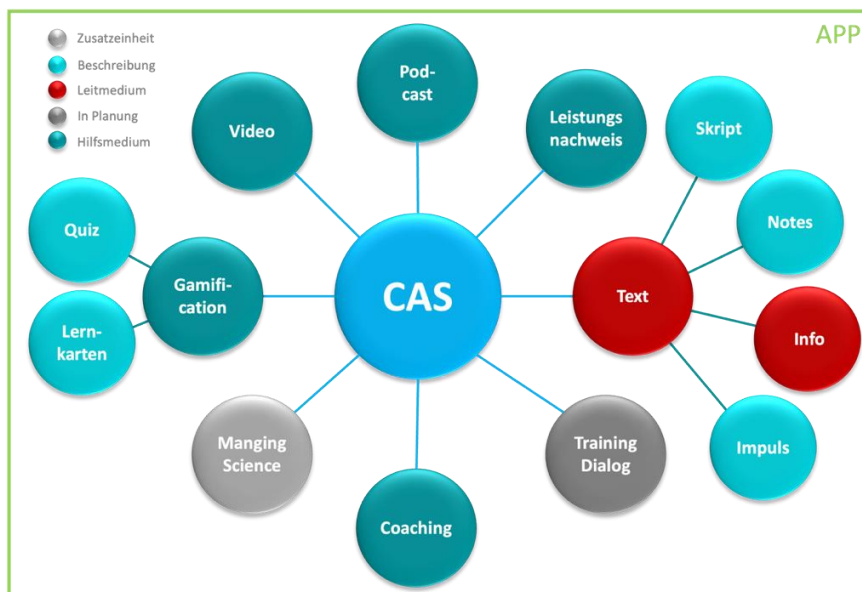 APP
Zusatzeinheit
Beschreibung
Leitmedium
In Planung
Hilfsmedium
Pod-
cast
Video
Leistungs
nachweis
Skript
Quiz
Notes
Gamifi-
cation
CAS
Text
Lern-
karten
Info
Manging
Science
Training
Dialog
Impuls
Coaching